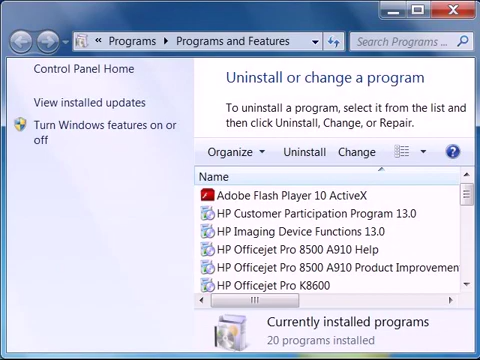 « Programs ▸ Programs and Features
Search Programs ...
Control Panel Home
View installed updates
Turn Windows features on or
off
Uninstall or change a program
To uninstall a program, select it from the list and
then click Uninstall, Change, or Repair.
Organize Uninstall Change
Name
Adobe Flash Player 10 ActiveX
HP Customer Participation Program 13.0
HP Imaging Device Functions 13.0
HP Officejet Pro 8500 A910 Help
HP Officejet Pro 8500 A910 Product Improvemen
HP Officejet Pro K8600
Currently installed programs
20 programs installed